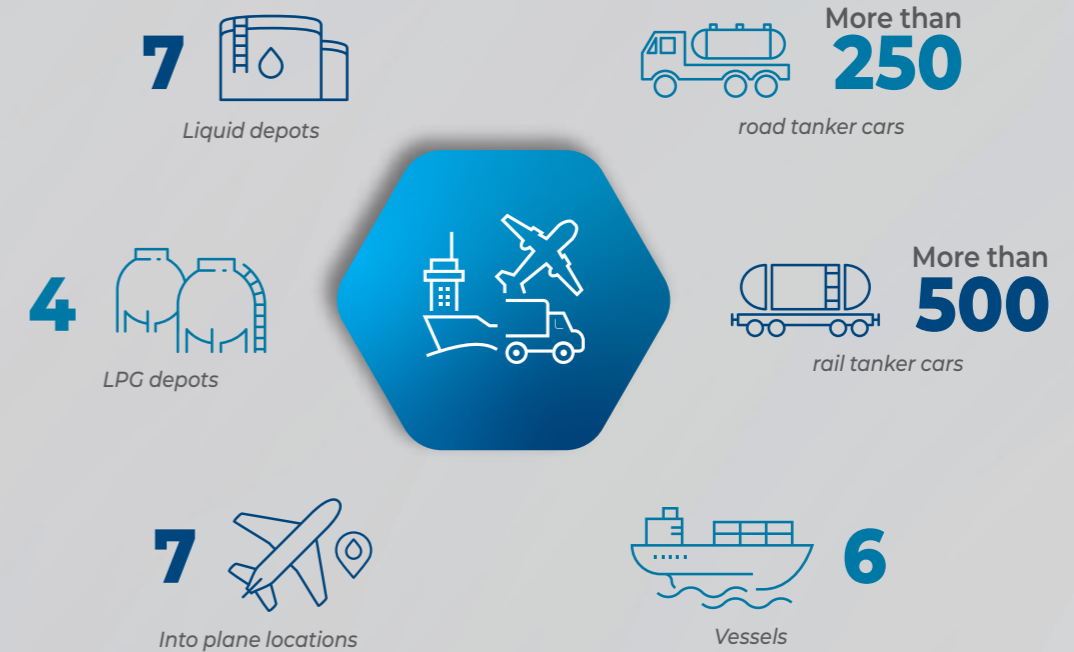 7
Liquid depots
More than
250
road tanker cars
4
LPG depots
More than
500
rail tanker cars
7
Into plane locations
6
Vessels